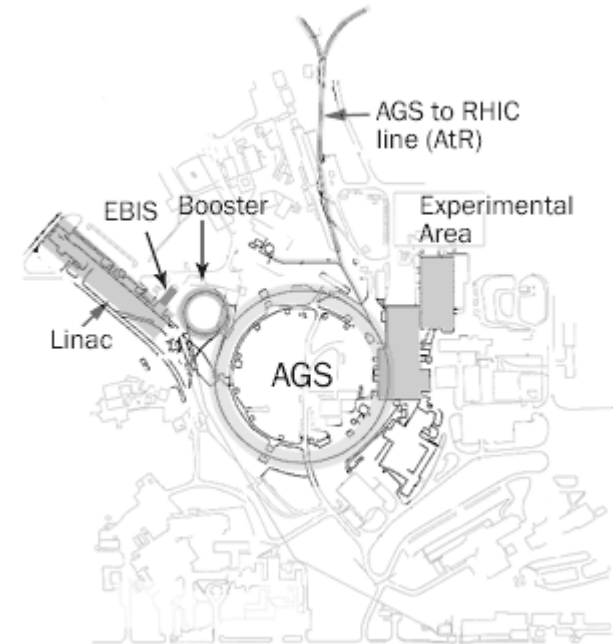 AGS to RHIC
line (AtR)
EBIS
Booster
Experimental
Area
Linac
AGS